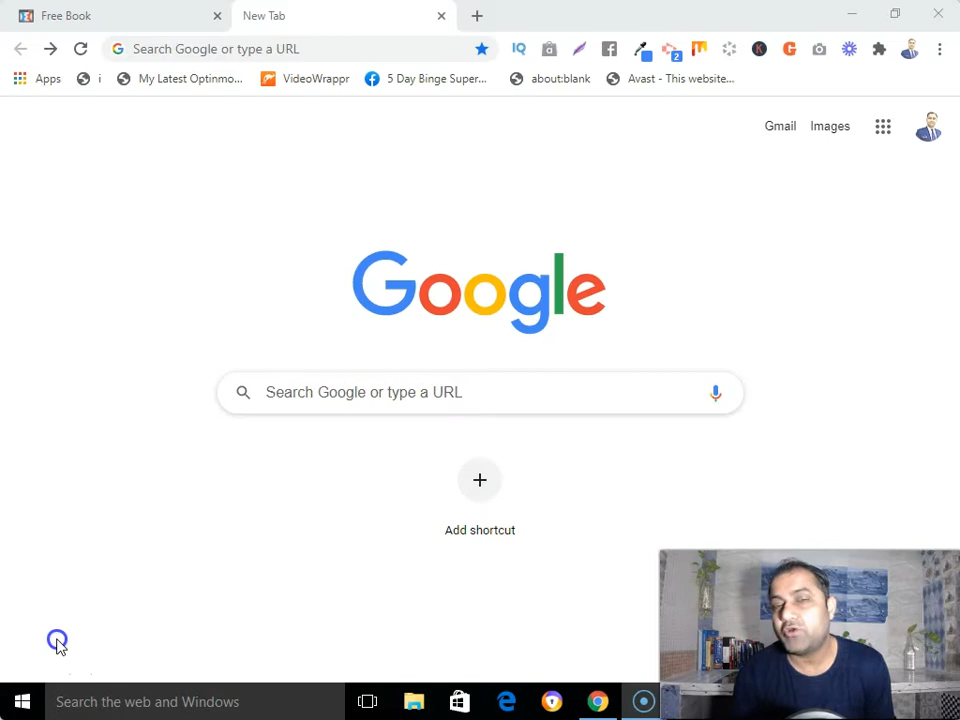 Free Book
New Tab
Search Google or type a URL
IQ
a
2
K
G
Apps
i
My Latest Optinmo...
VideoWrappr
5 Day Binge Super...
about:blank
Avast - This website...
Gmail
Images
Google
Search Google or type a URL
Add shortcut
Search the web and Windows